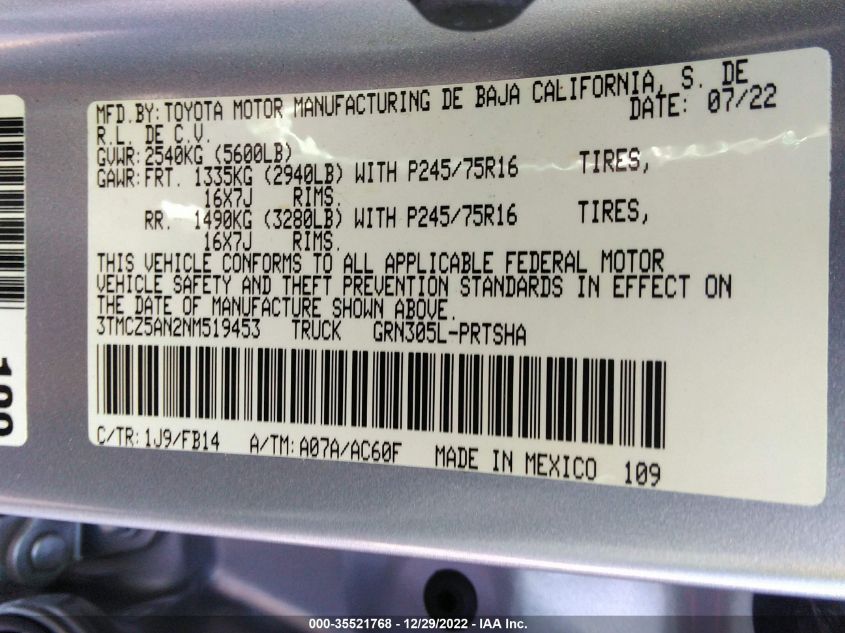 MFD.BY: TOYOTA MOTOR MANUFACTURING DE BAJA CALIFORNIA, S. DE
R.L. DE C.V. DATE: 07/22
GVWR: 2540KG (5600LB)
GAWR: FRT. 1335KG (2940LB) WITH P245/75R16 TIRES,
16X7J RIMS.
RR. 1490KG (3280LB) WITH P245/75R16 TIRES,
16X7J RIMS.
THIS VEHICLE CONFORMS TO ALL APPLICABLE FEDERAL MOTOR
VEHICLE SAFETY AND THEFT PREVENTION STANDARDS IN EFFECT ON
THE DATE OF MANUFACTURE SHOWN ABOVE.
3TMCZ5AN2NM519453 TRUCK GRN305L-PRTSHA
C/TR: 1J9/FB14 A/TM: A07A/AC60F MADE IN MEXICO 109
000-35521768 - 12/29/2022 - IAA Inc.